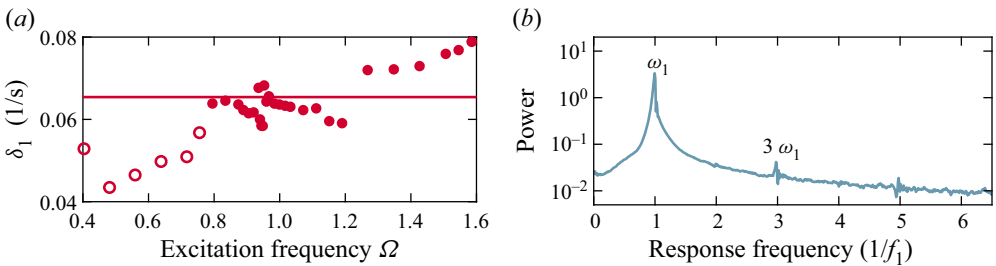 (a)
0.08
0.06
0.04
δ₁ (1/s)
0.4 0.6 0.8 1.0 1.2 1.4 1.6
Excitation frequency Ω
(b)
10¹
10⁰
10⁻¹
10⁻²
Power
ω₁
3 ω₁
0 1 2 3 4 5 6
Response frequency (1/f₁)